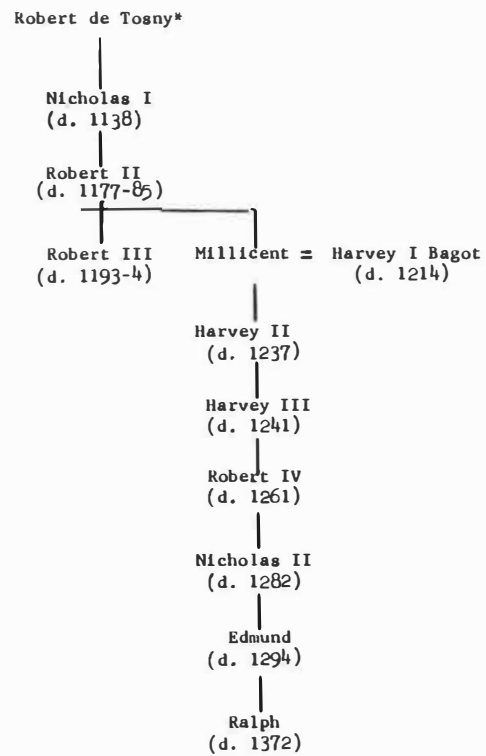 Robert de Tosny*
Nicholas I
(d. 1138)
Robert II
(d. 1177-85)
Robert III
(d. 1193-4)
Millicent = Harvey I Bagot
(d. 1214)
Harvey II
(d. 1237)
Harvey III
(d. 1241)
Robert IV
(d. 1261)
Nicholas II
(d. 1282)
Edmund
(d. 1294)
Ralph
(d. 1372)